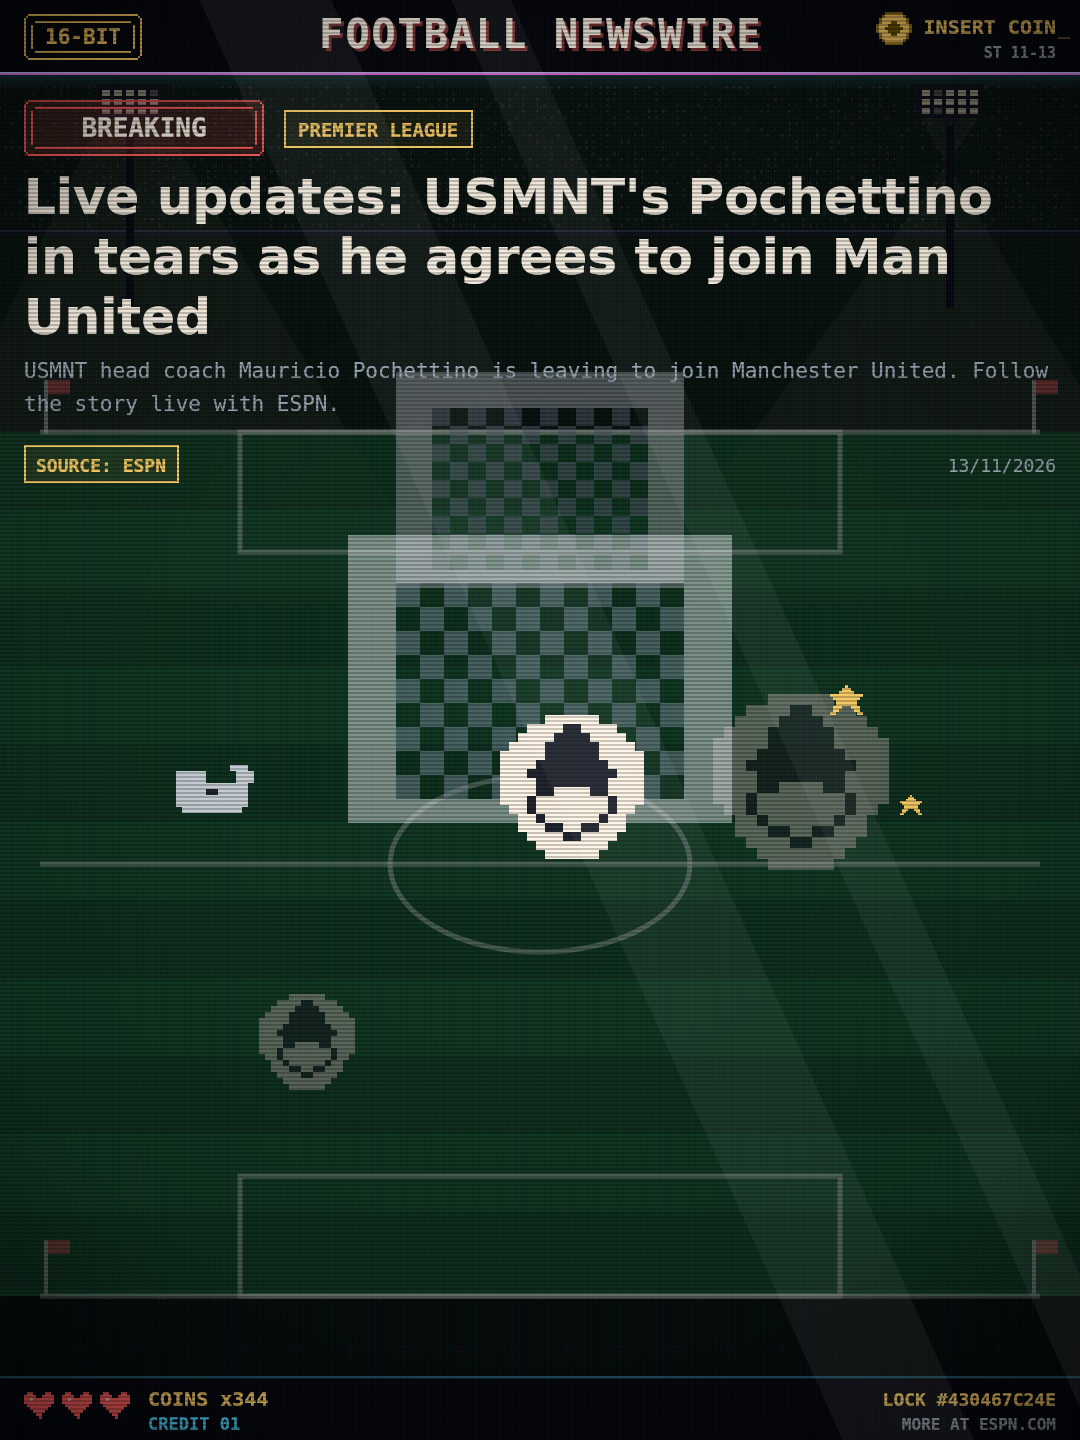 16-BIT
FOOTBALL NEWSWIRE
INSERT COIN_
ST 11-13
BREAKING
PREMIER LEAGUE
Live updates: USMNT's Pochettino
in tears as he agrees to join Man
United
USMNT head coach Mauricio Pochettino is leaving to join Manchester United. Follow
the story live with ESPN.
SOURCE: ESPN
13/11/2026
COINS x344
CREDIT 01
LOCK #430467C24E
MORE AT ESPN.COM